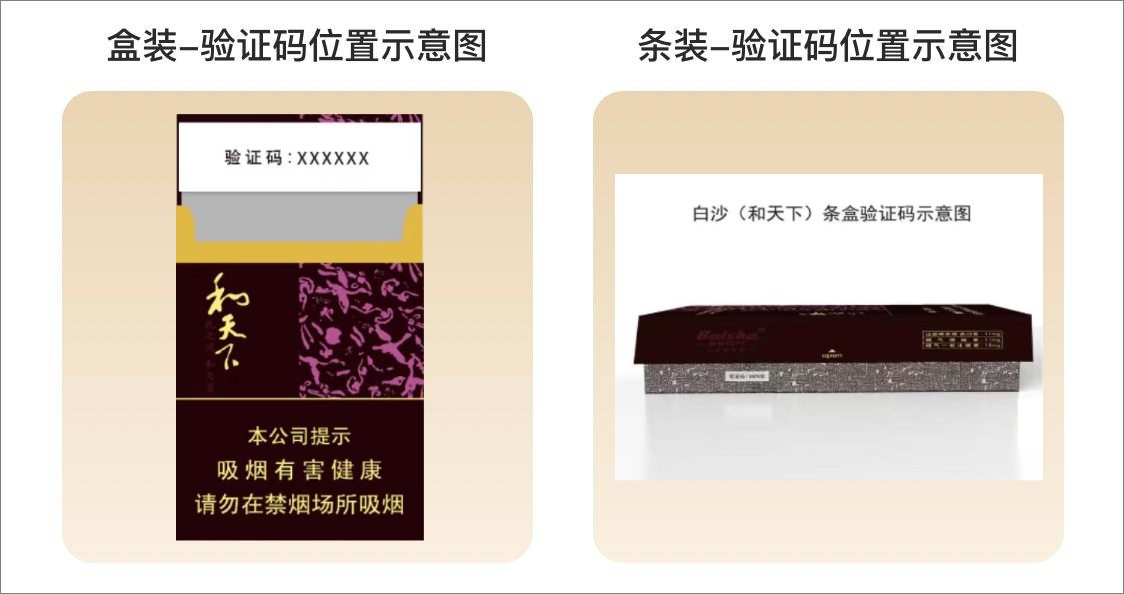 盒装–验证码位置示意图
条装–验证码位置示意图
验证码:XXXXXX
和天下
本公司提示
吸烟有害健康
请勿在禁烟场所吸烟
白沙（和天下）条盒验证码示意图
Baisha
open